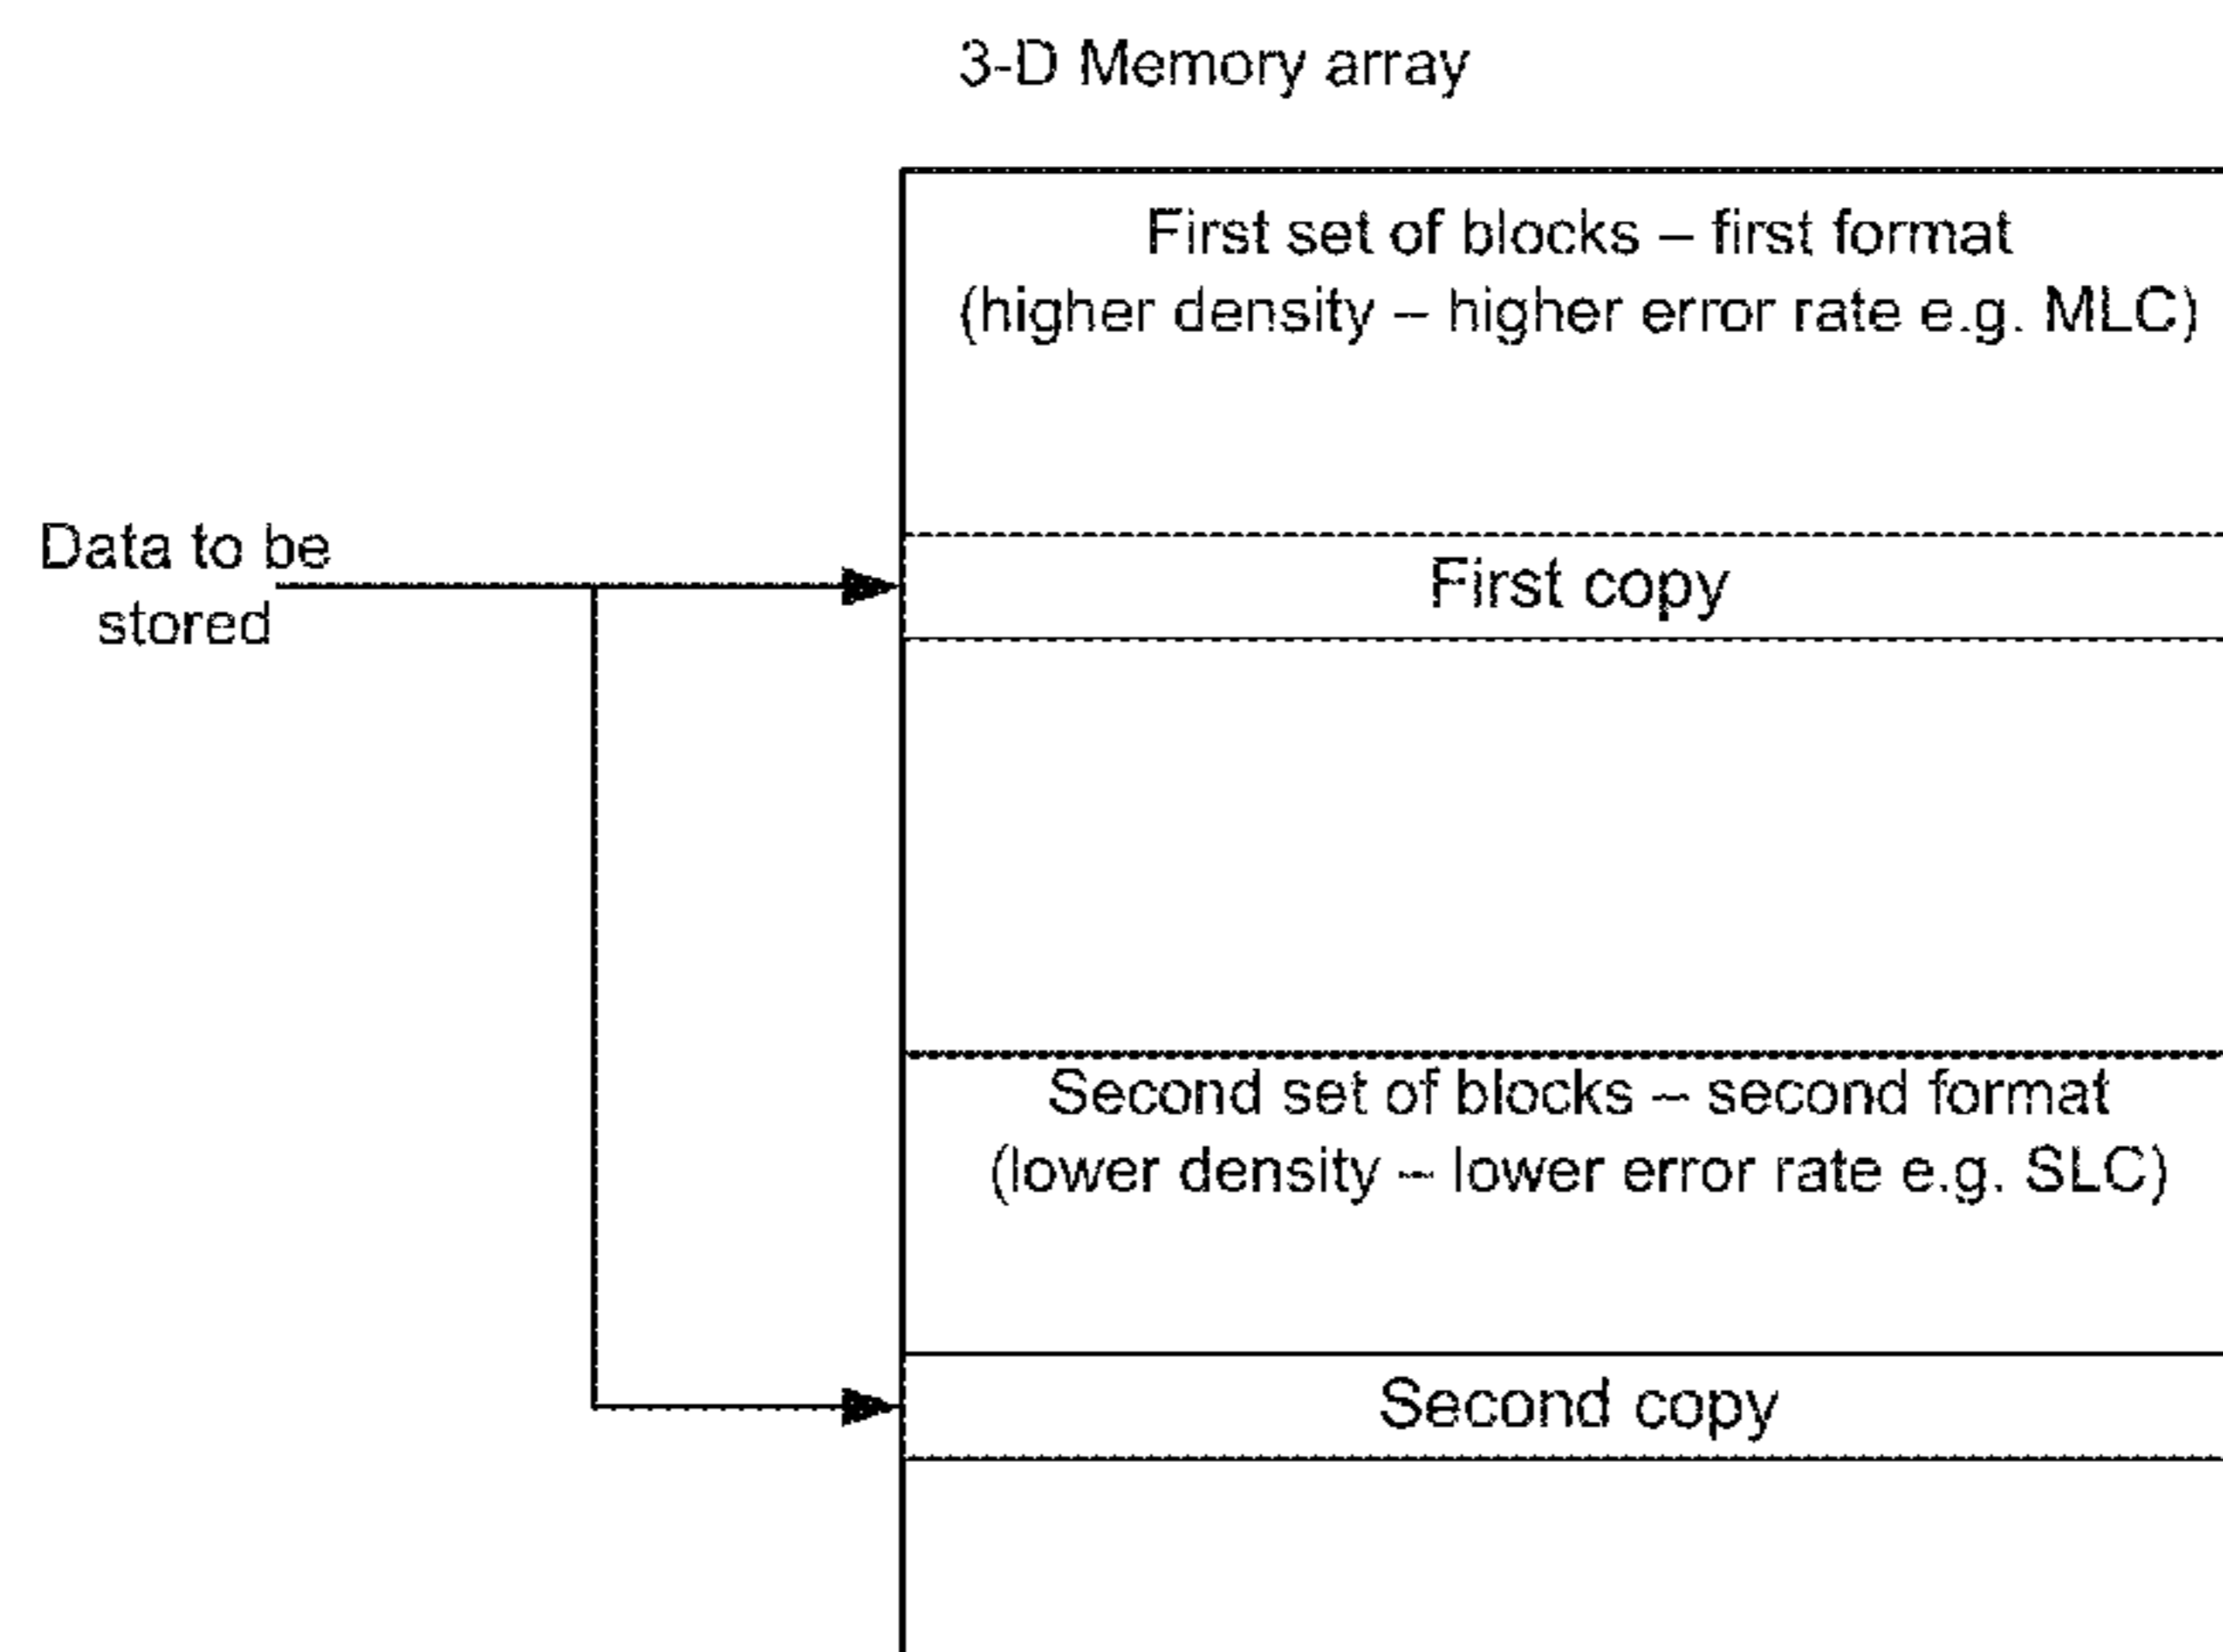 3-D Memory array
First set of blocks – first format
(higher density – higher error rate e.g. MLC)
Data to be
stored
First copy
Second set of blocks – second format
(lower density – lower error rate e.g. SLC)
Second copy